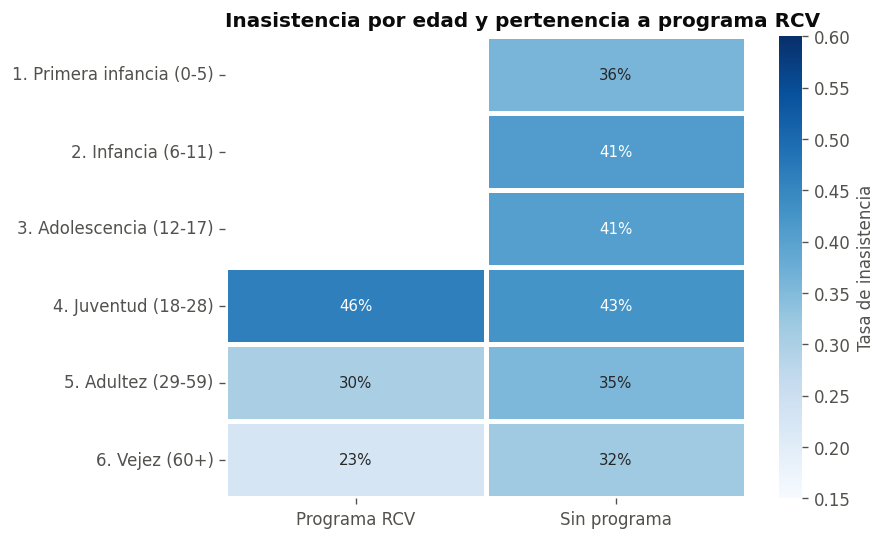 Inasistencia por edad y pertenencia a programa RCV
1. Primera infancia (0-5)
36%
2. Infancia (6-11)
41%
3. Adolescencia (12-17)
41%
4. Juventud (18-28)
46%
43%
5. Adultez (29-59)
30%
35%
6. Vejez (60+)
23%
32%
Programa RCV
Sin programa
0.60
0.55
0.50
0.45
0.40
0.35
0.30
0.25
0.20
0.15
Tasa de inasistencia